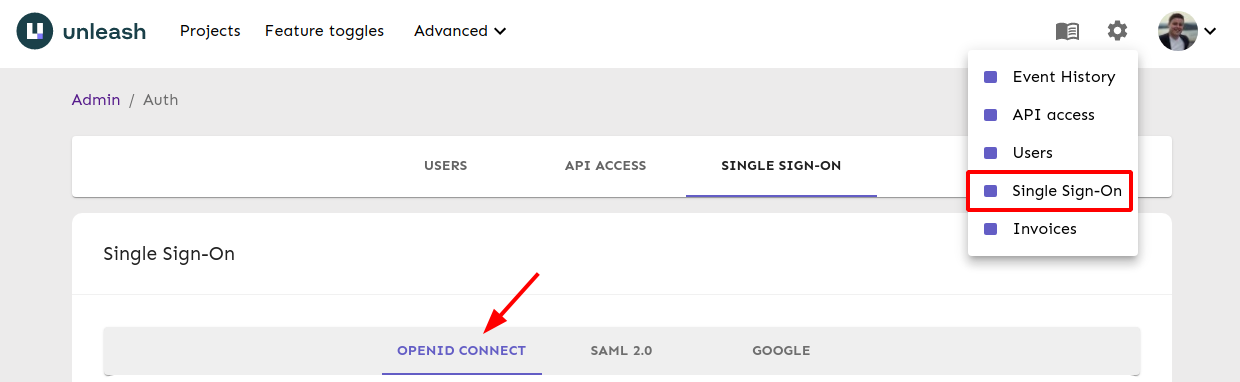 unleash Projects Feature toggles Advanced
Event History
API access
Users
Single Sign-On
Invoices
Admin / Auth
USERS API ACCESS SINGLE SIGN-ON
Single Sign-On
OPENID CONNECT SAML 2.0 GOOGLE